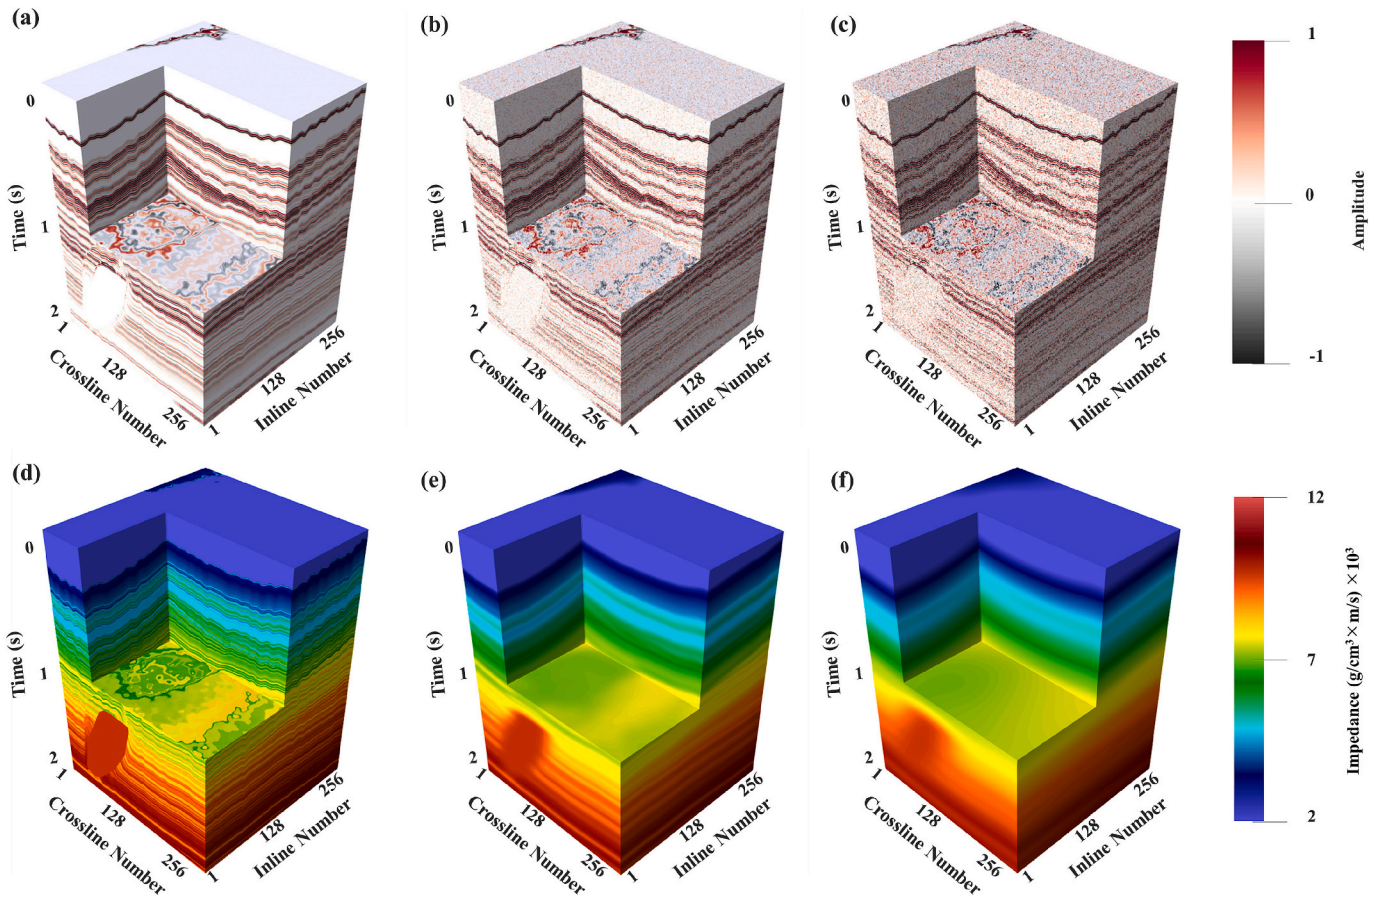 (a)
0
Time (s)
1
2
1
128
256
Crossline Number
1
128
256
Inline Number
(b)
0
Time (s)
1
2
1
128
256
Crossline Number
1
128
256
Inline Number
(c)
0
Time (s)
1
2
1
128
256
Crossline Number
1
128
256
Inline Number
1
0
-1
Amplitude
(d)
0
Time (s)
1
2
1
128
256
Crossline Number
1
128
256
Inline Number
(e)
0
Time (s)
1
2
1
128
256
Crossline Number
1
128
256
Inline Number
(f)
0
Time (s)
1
2
1
128
256
Crossline Number
1
128
256
Inline Number
12
7
2
Impedance (g/cm³×m/s) ×10³